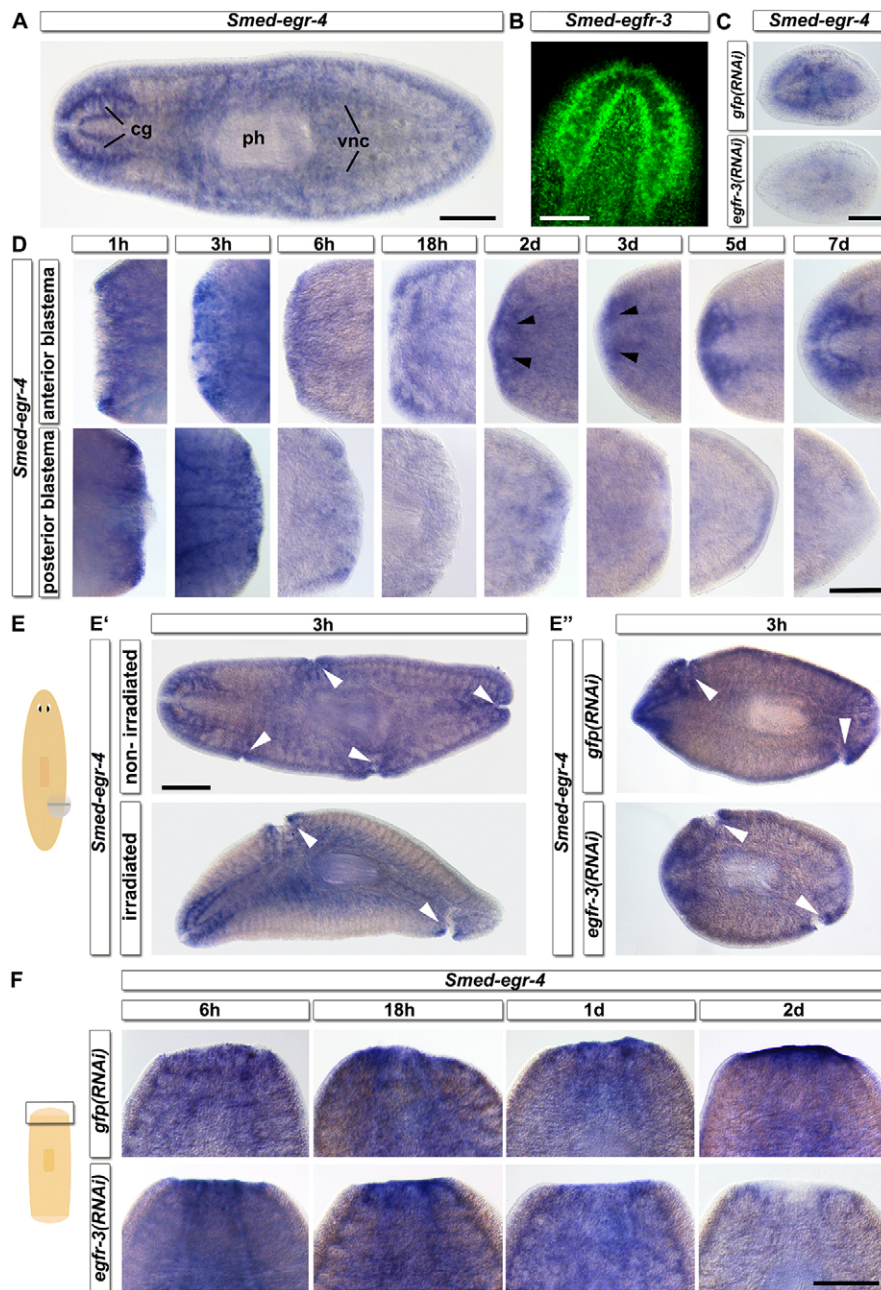 A Smed-egr-4
B Smed-egfr-3
C Smed-egr-4
cg
ph
vnc
gfp(RNAi)
egfr-3(RNAi)
D 1h 3h 6h 18h 2d 3d 5d 7d
Smed-egr-4
anterior blastema
posterior blastema
E E' 3h
Smed-egr-4
non- irradiated
irradiated
E" 3h
Smed-egr-4
gfp(RNAi)
egfr-3(RNAi)
F Smed-egr-4
6h 18h 1d 2d
gfp(RNAi)
egfr-3(RNAi)